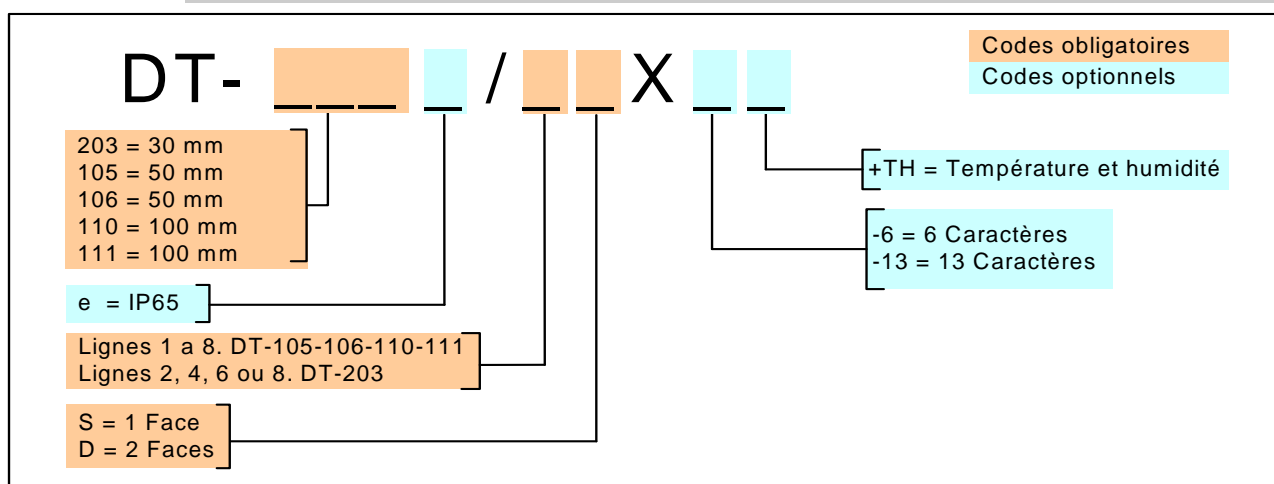 DT- ___ _ / _ _ X _ _
Codes obligatoires
Codes optionnels
203 = 30 mm
105 = 50 mm
106 = 50 mm
110 = 100 mm
111 = 100 mm
+TH = Température et humidité
-6 = 6 Caractères
-13 = 13 Caractères
e = IP65
Lignes 1 a 8. DT-105-106-110-111
Lignes 2, 4, 6 ou 8. DT-203
S = 1 Face
D = 2 Faces